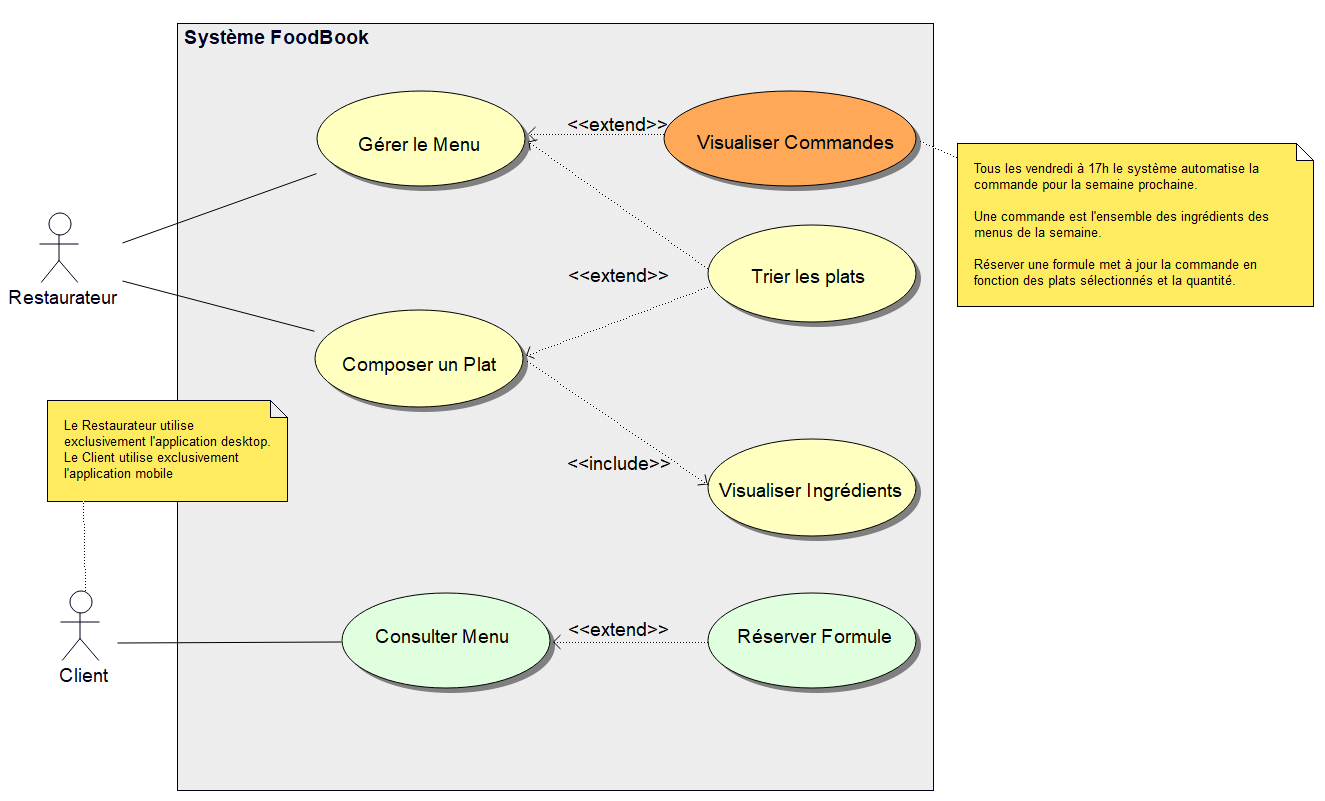 Système FoodBook
Gérer le Menu
<<extend>>
Visualiser Commandes
Tous les vendredi à 17h le système automatise la
commande pour la semaine prochaine.
Une commande est l'ensemble des ingrédients des
menus de la semaine.
Réserver une formule met à jour la commande en
fonction des plats sélectionnés et la quantité.
Restaurateur
<<extend>>
Trier les plats
Composer un Plat
Le Restaurateur utilise
exclusivement l'application desktop.
Le Client utilise exclusivement
l'application mobile
<<include>>
Visualiser Ingrédients
Client
Consulter Menu
<<extend>>
Réserver Formule